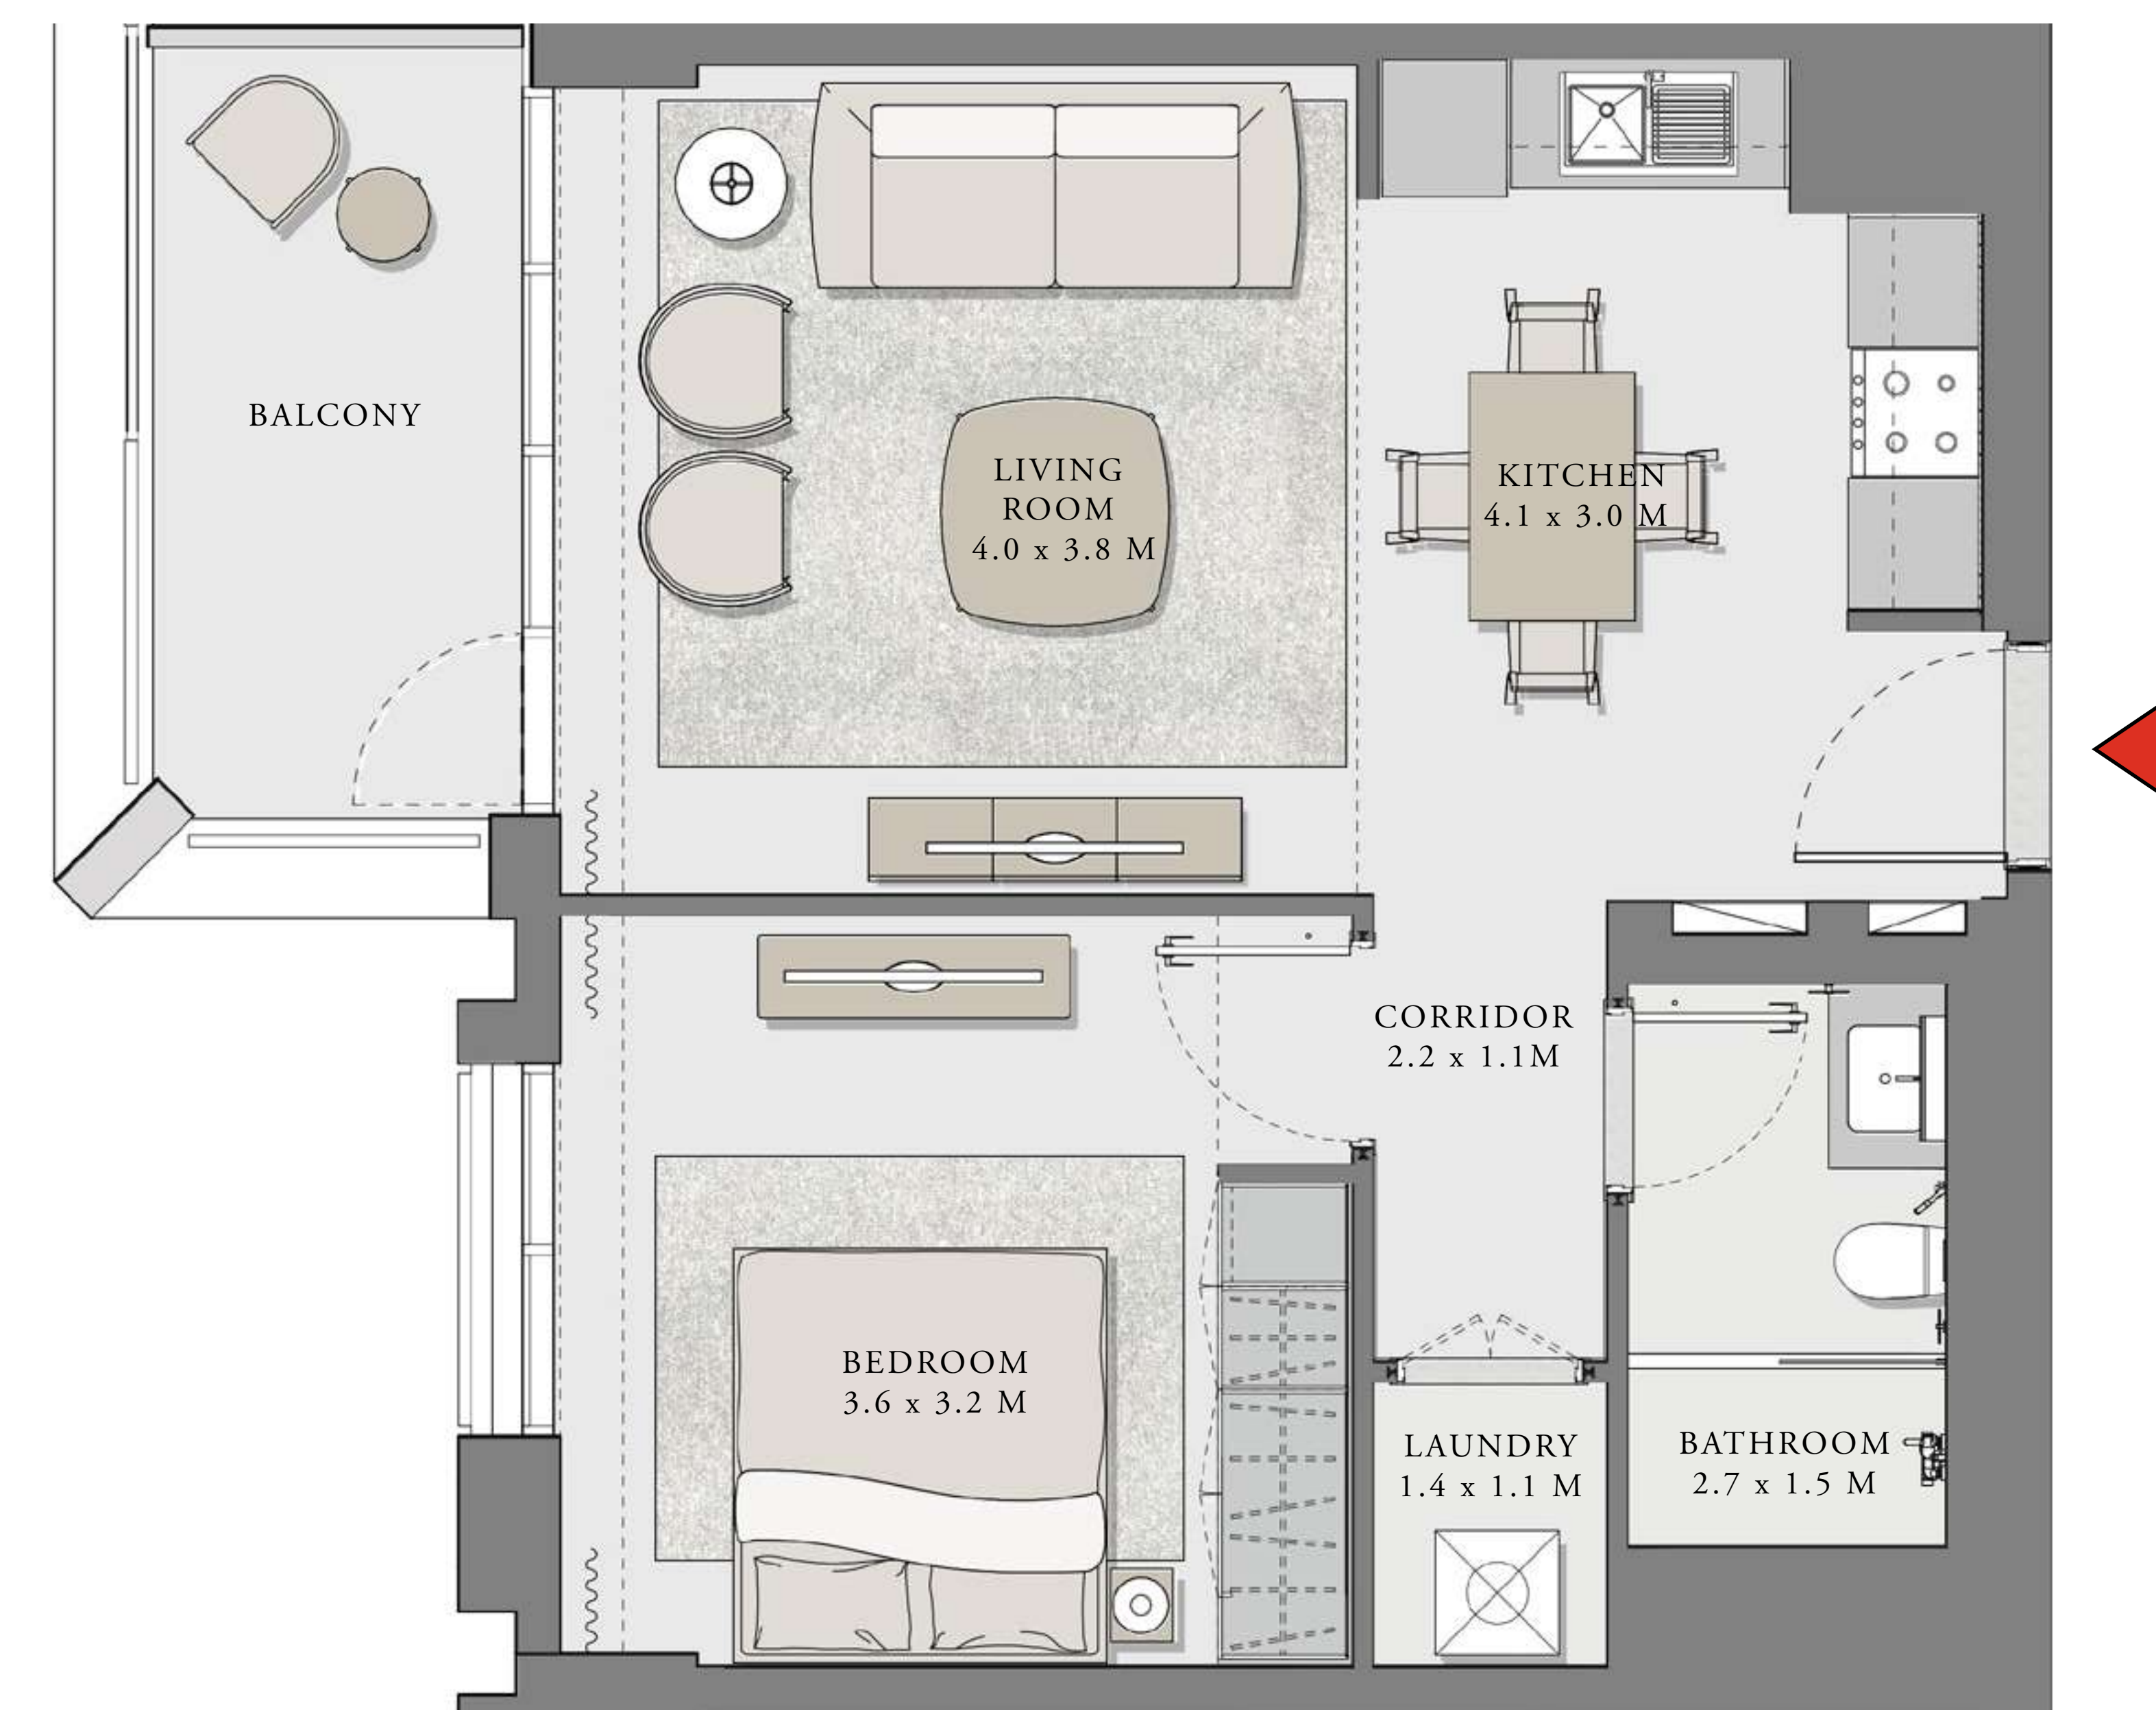 BALCONY
LIVING
ROOM
4.0 x 3.8 M
KITCHEN
4.1 x 3.0 M
CORRIDOR
2.2 x 1.1M
BEDROOM
3.6 x 3.2 M
LAUNDRY
1.4 x 1.1 M
BATHROOM
2.7 x 1.5 M